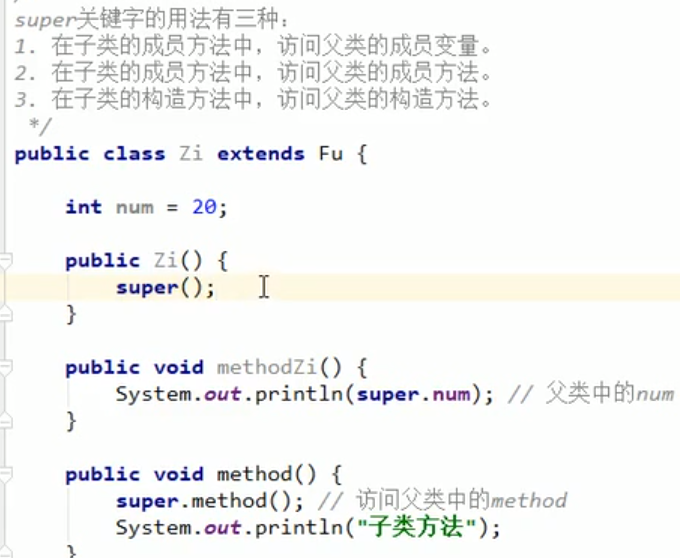 super关键字的用法有三种：
1. 在子类的成员方法中，访问父类的成员变量。
2. 在子类的成员方法中，访问父类的成员方法。
3. 在子类的构造方法中，访问父类的构造方法。
*/
public class Zi extends Fu {
int num = 20;
public Zi() {
super();
}
public void methodZi() {
System.out.println(super.num); // 父类中的num
}
public void method() {
super.method(); // 访问父类中的method
System.out.println("子类方法");
}